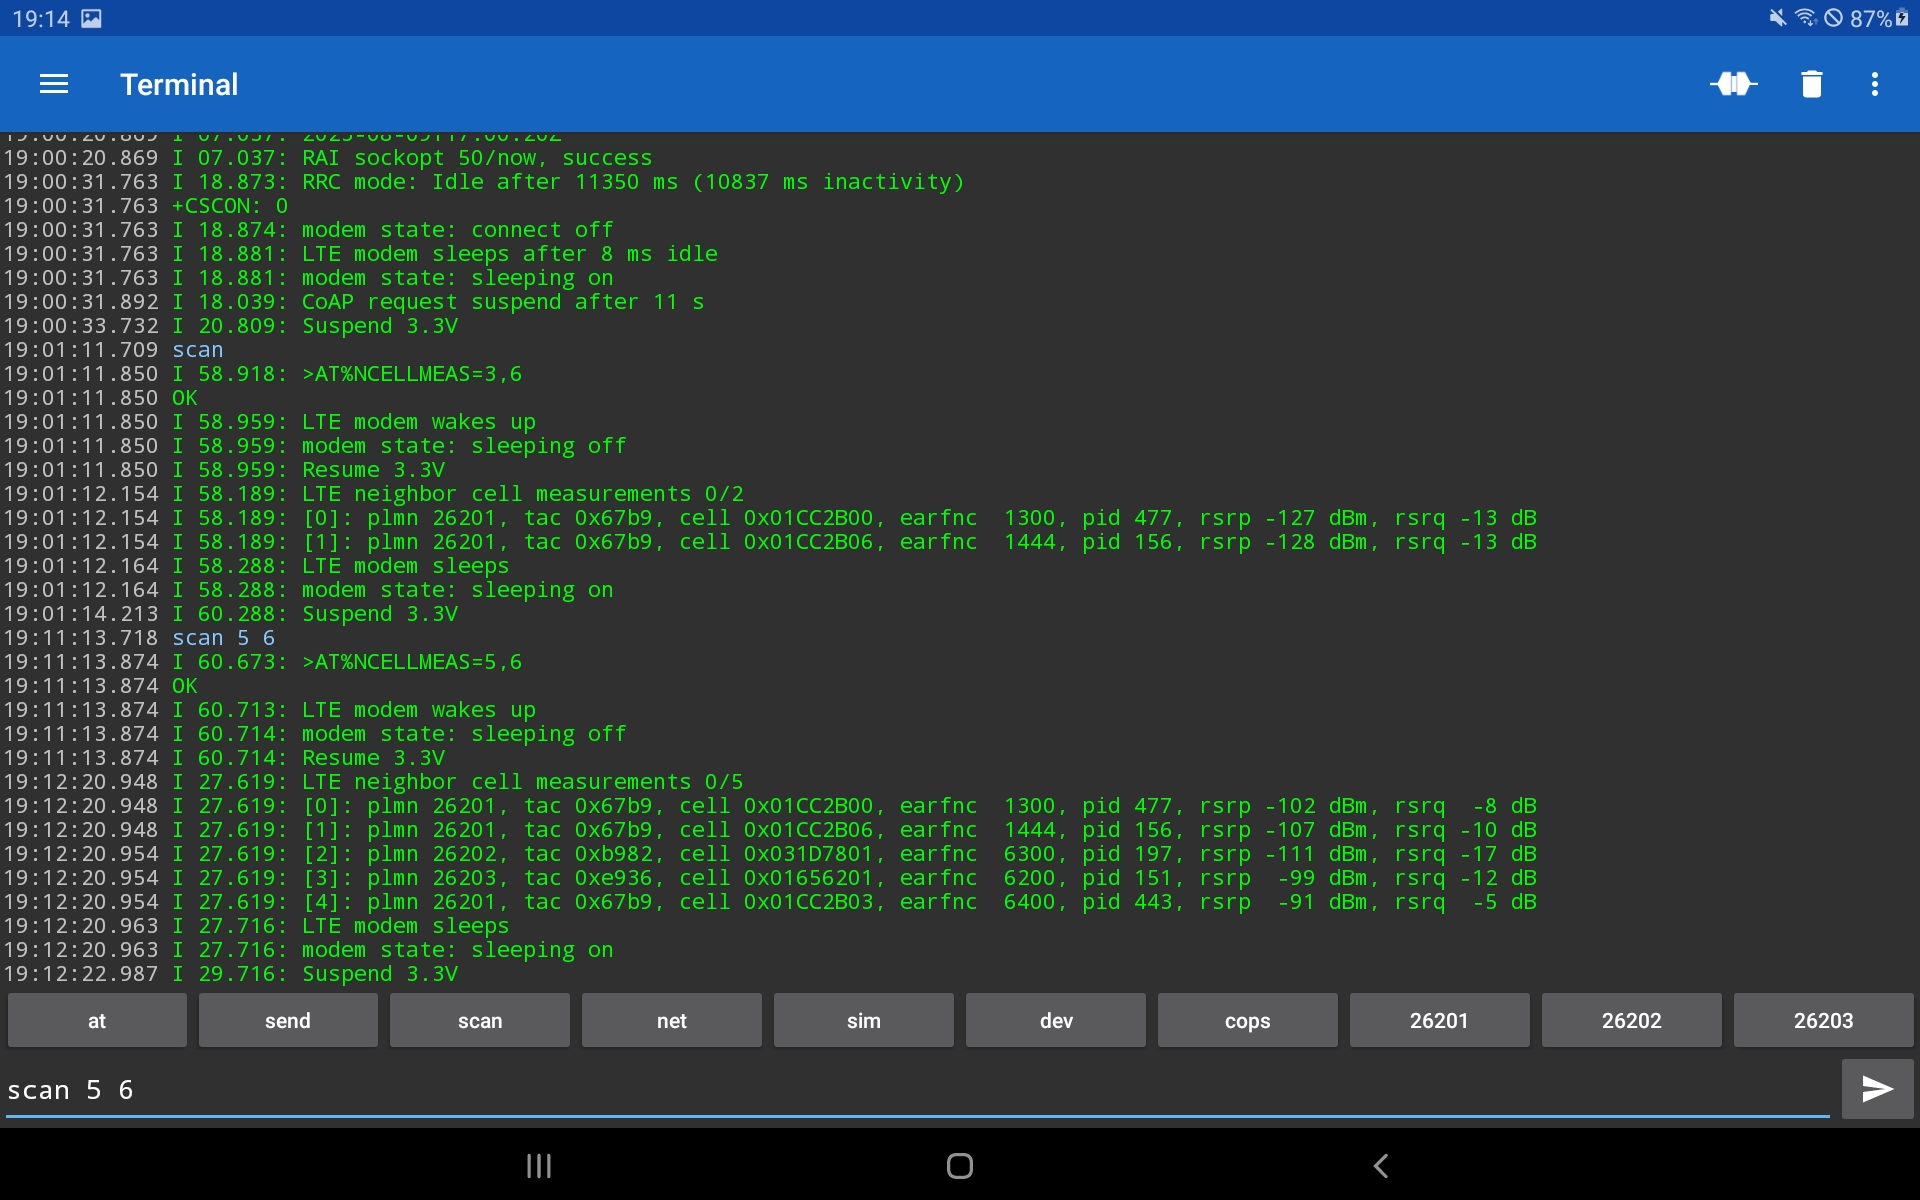 19:14
87%
Terminal
19:00:20.869 I 07.037: 2023-08-09T17:00:20Z
19:00:20.869 I 07.037: RAI sockopt 50/now, success
19:00:31.763 I 18.873: RRC mode: Idle after 11350 ms (10837 ms inactivity)
19:00:31.763 +CSCON: 0
19:00:31.763 I 18.874: modem state: connect off
19:00:31.763 I 18.881: LTE modem sleeps after 8 ms idle
19:00:31.763 I 18.881: modem state: sleeping on
19:00:31.892 I 18.039: CoAP request suspend after 11 s
19:00:33.732 I 20.809: Suspend 3.3V
19:01:11.709 scan
19:01:11.850 I 58.918: >AT%NCELLMEAS=3,6
19:01:11.850 OK
19:01:11.850 I 58.959: LTE modem wakes up
19:01:11.850 I 58.959: modem state: sleeping off
19:01:11.850 I 58.959: Resume 3.3V
19:01:12.154 I 58.189: LTE neighbor cell measurements 0/2
19:01:12.154 I 58.189: [0]: plmn 26201, tac 0x67b9, cell 0x01CC2B00, earfnc  1300, pid 477, rsrp -127 dBm, rsrq -13 dB
19:01:12.154 I 58.189: [1]: plmn 26201, tac 0x67b9, cell 0x01CC2B06, earfnc  1444, pid 156, rsrp -128 dBm, rsrq -13 dB
19:01:12.164 I 58.288: LTE modem sleeps
19:01:12.164 I 58.288: modem state: sleeping on
19:01:14.213 I 60.288: Suspend 3.3V
19:11:13.718 scan 5 6
19:11:13.874 I 60.673: >AT%NCELLMEAS=5,6
19:11:13.874 OK
19:11:13.874 I 60.713: LTE modem wakes up
19:11:13.874 I 60.714: modem state: sleeping off
19:11:13.874 I 60.714: Resume 3.3V
19:12:20.948 I 27.619: LTE neighbor cell measurements 0/5
19:12:20.948 I 27.619: [0]: plmn 26201, tac 0x67b9, cell 0x01CC2B00, earfnc  1300, pid 477, rsrp -102 dBm, rsrq  -8 dB
19:12:20.948 I 27.619: [1]: plmn 26201, tac 0x67b9, cell 0x01CC2B06, earfnc  1444, pid 156, rsrp -107 dBm, rsrq -10 dB
19:12:20.954 I 27.619: [2]: plmn 26202, tac 0xb982, cell 0x031D7801, earfnc  6300, pid 197, rsrp -111 dBm, rsrq -17 dB
19:12:20.954 I 27.619: [3]: plmn 26203, tac 0xe936, cell 0x01656201, earfnc  6200, pid 151, rsrp  -99 dBm, rsrq -12 dB
19:12:20.954 I 27.619: [4]: plmn 26201, tac 0x67b9, cell 0x01CC2B03, earfnc  6400, pid 443, rsrp  -91 dBm, rsrq  -5 dB
19:12:20.963 I 27.716: LTE modem sleeps
19:12:20.963 I 27.716: modem state: sleeping on
19:12:22.987 I 29.716: Suspend 3.3V
at send scan net sim dev cops 26201 26202 26203
scan 5 6